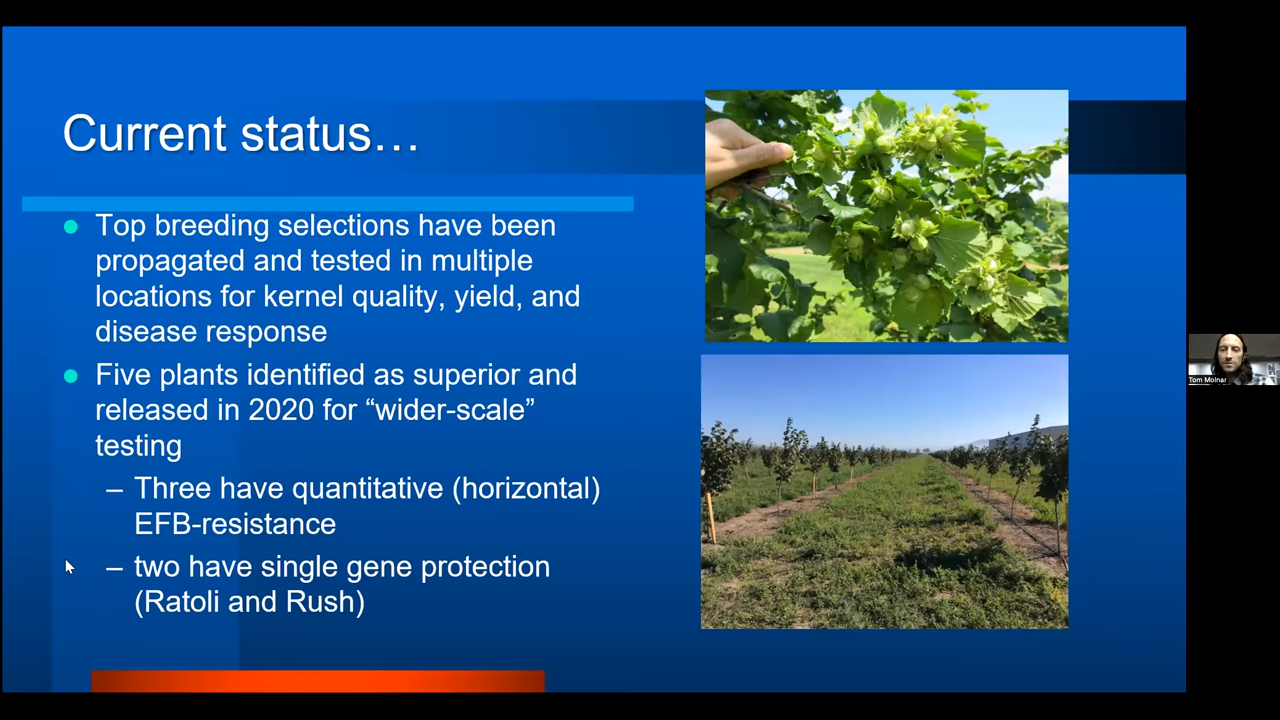 Current status…
Top breeding selections have been
propagated and tested in multiple
locations for kernel quality, yield, and
disease response
Five plants identified as superior and
released in 2020 for “wider-scale”
testing
– Three have quantitative (horizontal)
EFB-resistance
– two have single gene protection
(Ratoli and Rush)
Tom Molnar